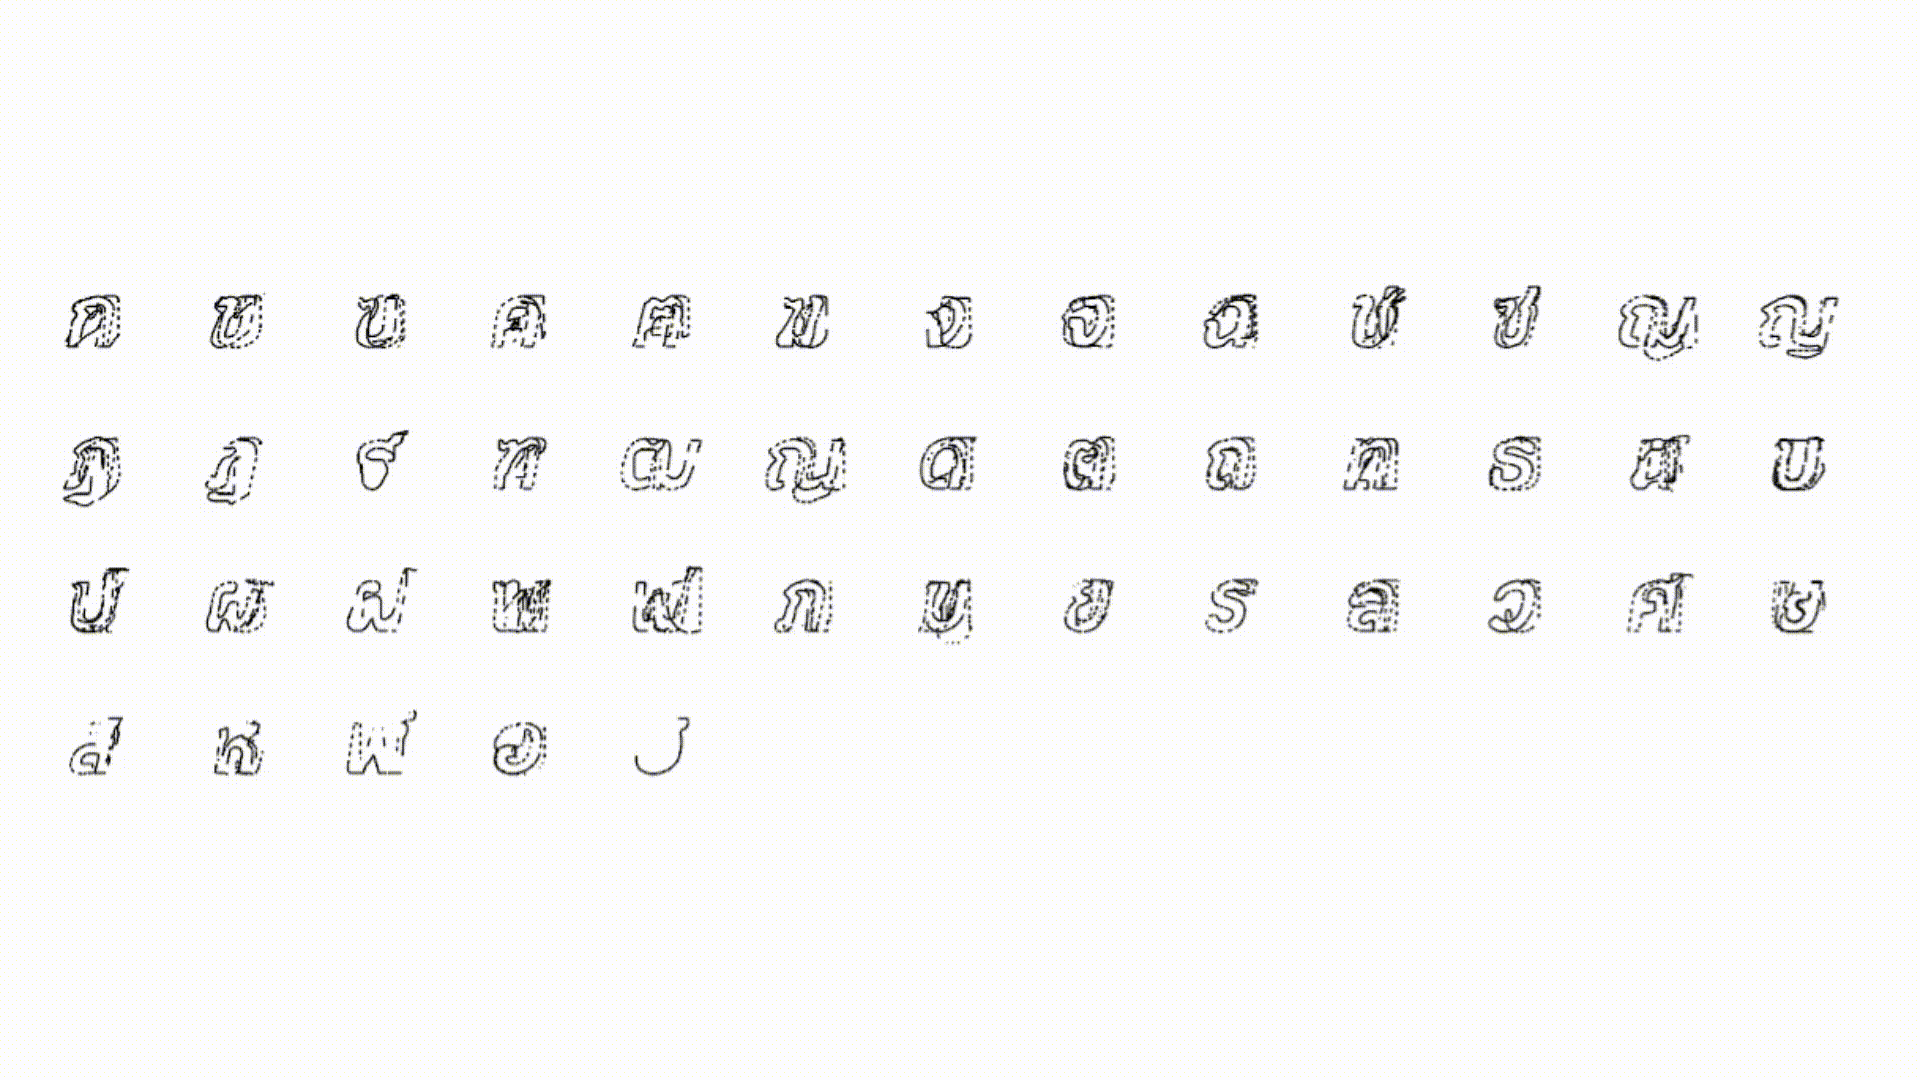 ก ข ฃ ค ฅ ฆ ง จ ฉ ช ซ ฌ ญ
ฎ ฏ ฐ ฑ ฒ ณ ด ต ถ ท ธ น บ
ป ผ ฝ พ ฟ ภ ม ย ร ล ว ศ ษ
ส ห ฬ อ